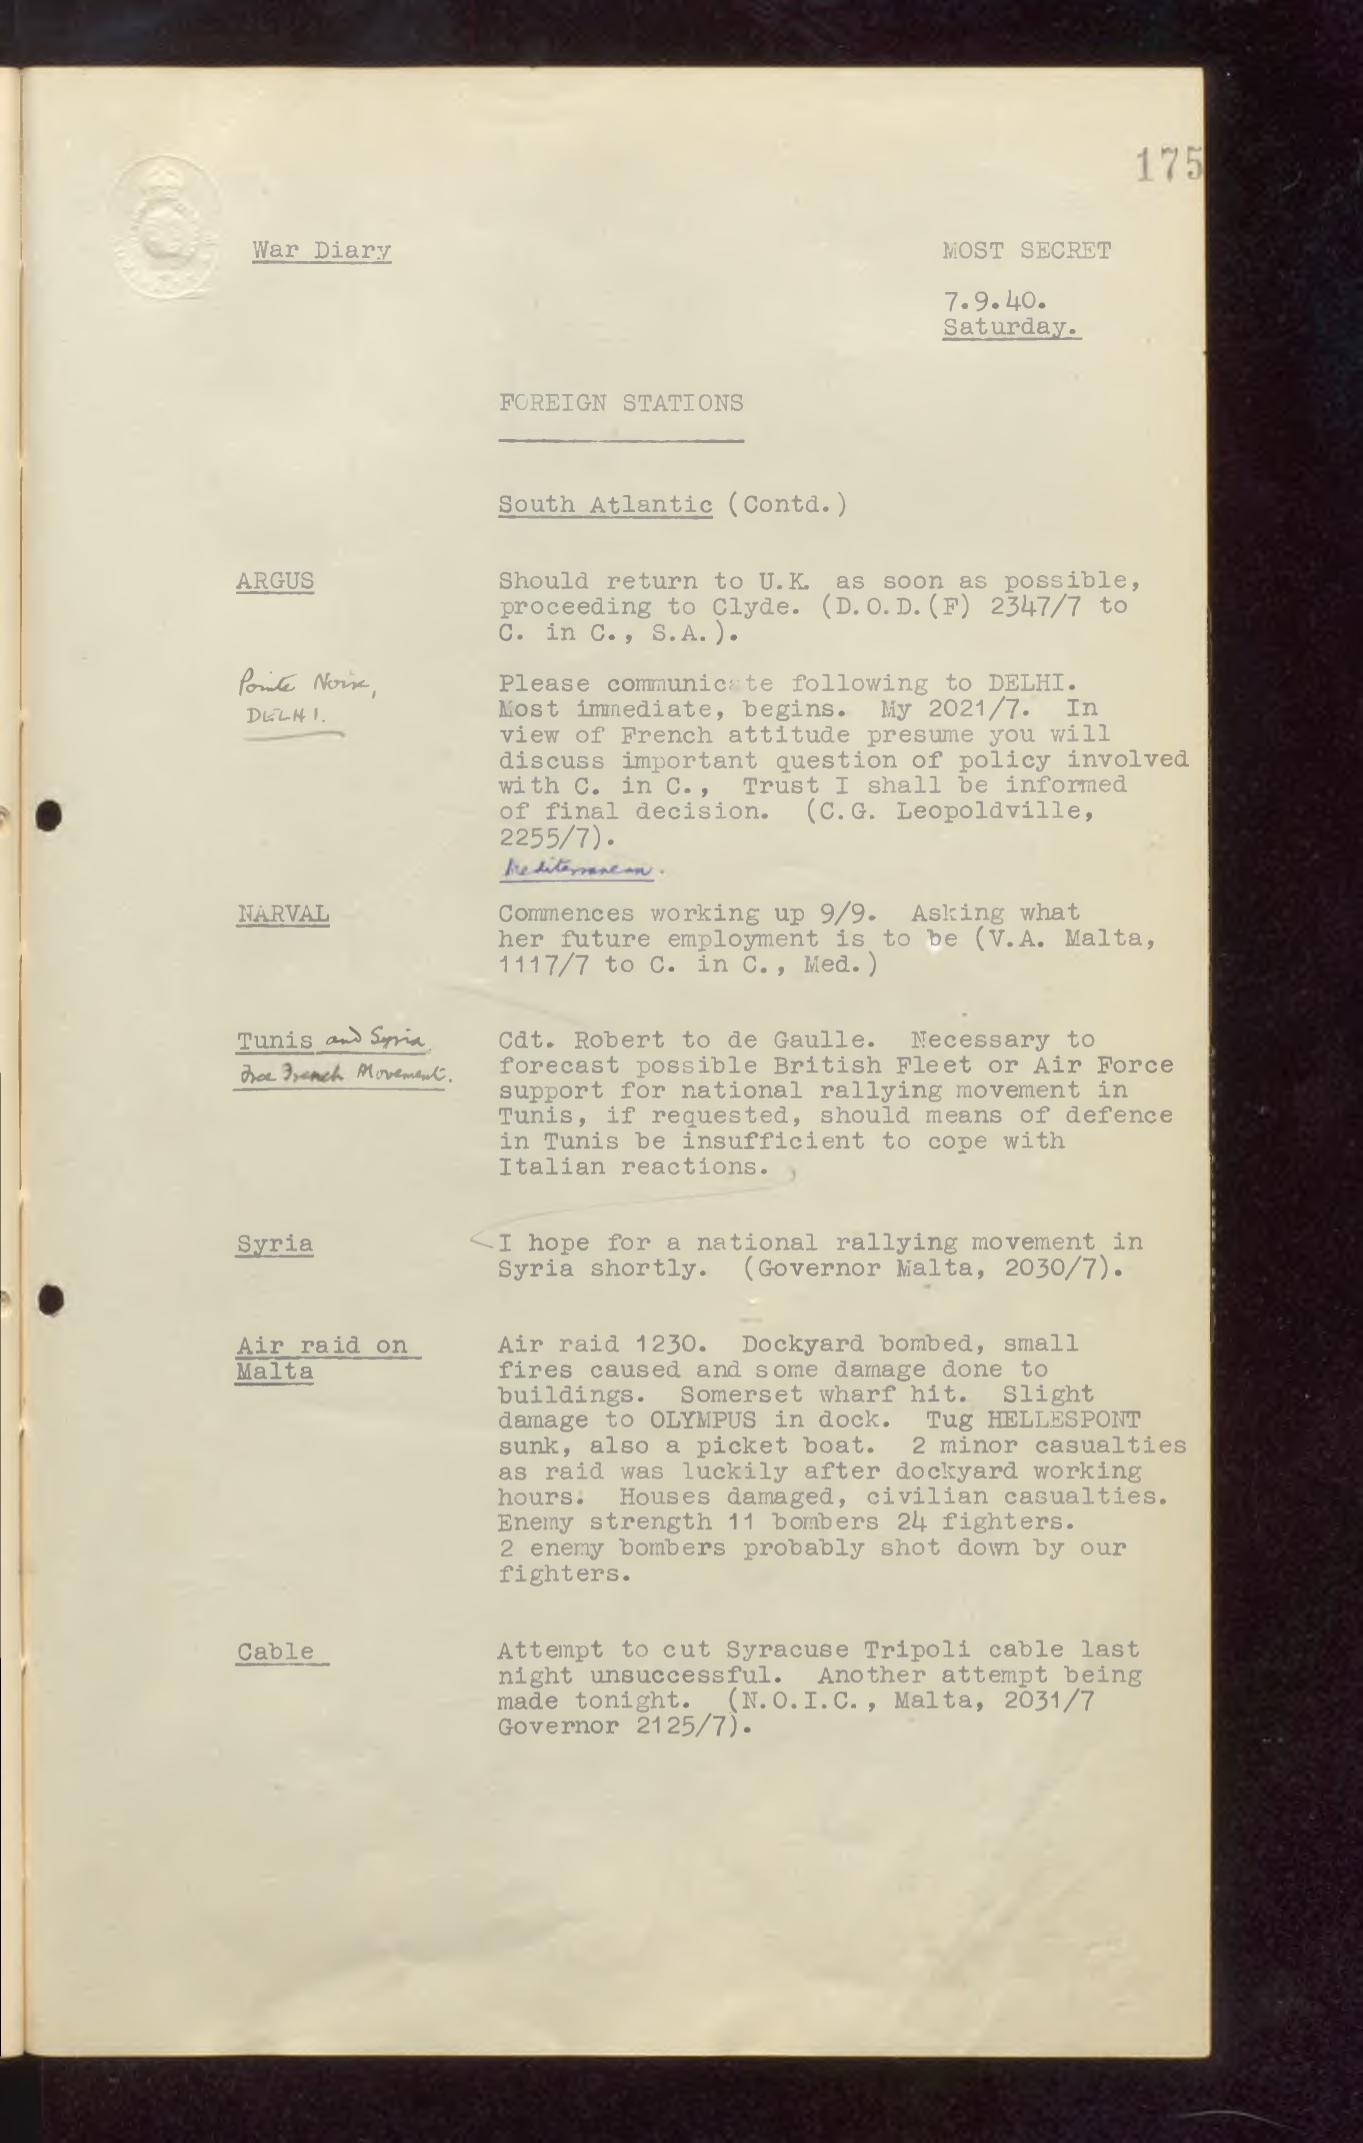 175
War Diary
MOST SECRET
7.9.40.
Saturday.
FOREIGN STATIONS
South Atlantic (Contd.)
ARGUS
Should return to U.K. as soon as possible,
proceeding to Clyde. (D.O.D.(F) 2347/7 to
C. in C., S.A.).
Pointe Noire,
DELHI.
Please communicate following to DELHI.
Most immediate, begins. My 2021/7. In
view of French attitude presume you will
discuss important question of policy involved
with C. in C., Trust I shall be informed
of final decision. (C.G. Leopoldville,
2255/7).
Mediterranean.
NARVAL
Commences working up 9/9. Asking what
her future employment is to be (V.A. Malta,
1117/7 to C. in C., Med.)
Tunis and Syria
Free French Movement.
Cdt. Robert to de Gaulle. Necessary to
forecast possible British Fleet or Air Force
support for national rallying movement in
Tunis, if requested, should means of defence
in Tunis be insufficient to cope with
Italian reactions.
Syria
I hope for a national rallying movement in
Syria shortly. (Governor Malta, 2030/7).
Air raid on
Malta
Air raid 1230. Dockyard bombed, small
fires caused and some damage done to
buildings. Somerset wharf hit. Slight
damage to OLYMPUS in dock. Tug HELLESPONT
sunk, also a picket boat. 2 minor casualties
as raid was luckily after dockyard working
hours. Houses damaged, civilian casualties.
Enemy strength 11 bombers 24 fighters.
2 enemy bombers probably shot down by our
fighters.
Cable
Attempt to cut Syracuse Tripoli cable last
night unsuccessful. Another attempt being
made tonight. (N.O.I.C., Malta, 2031/7
Governor 2125/7).